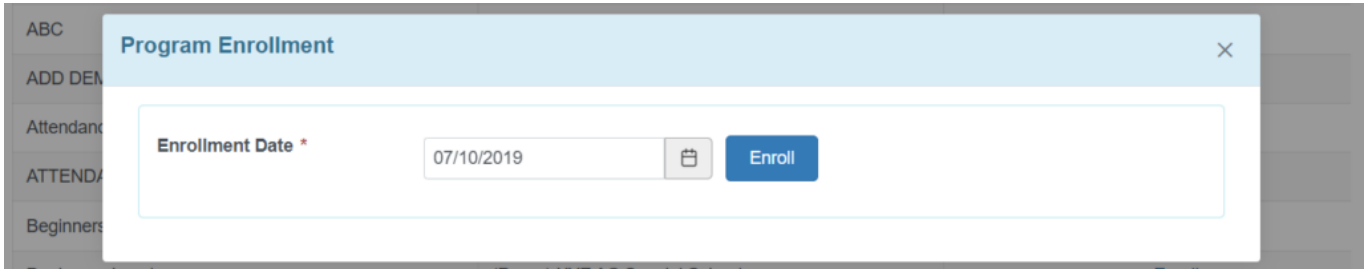 ABC
Program Enrollment
ADD DEM
Attendanc
Enrollment Date *
07/10/2019
Enroll
ATTENDA
Beginners